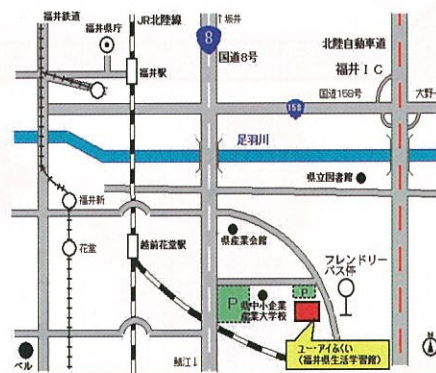 福井鉄道
JR北陸線
↑坂井
福井県庁
8
国道8号
北陸自動車道
福井IC
福井駅
国道158号
大野→
158
足羽川
県立図書館
福井新
県産業会館
フレンドリー
バス停
花堂
越前花堂駅
P
P
県中小企業
産業大学校
ユー・アイふくい
(福井県生活学習館)
ベル
鯖江↓
N